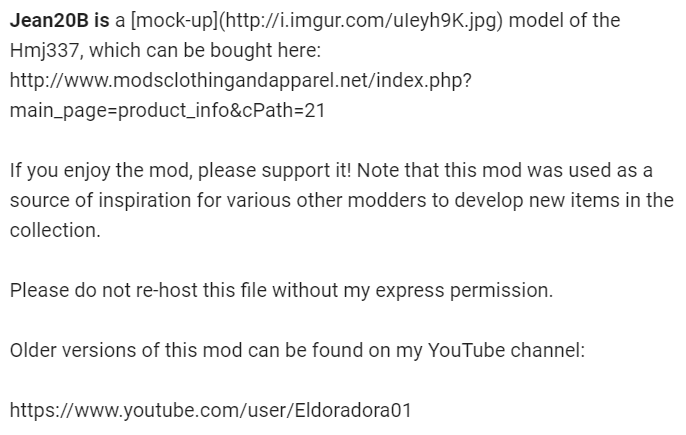 Jean20B is a [mock-up](http://i.imgur.com/uIeyh9K.jpg) model of the
Hmj337, which can be bought here:
http://www.modsclothingandapparel.net/index.php?
main_page=product_info&cPath=21
If you enjoy the mod, please support it! Note that this mod was used as a
source of inspiration for various other modders to develop new items in the
collection.
Please do not re-host this file without my express permission.
Older versions of this mod can be found on my YouTube channel:
https://www.youtube.com/user/Eldoradora01